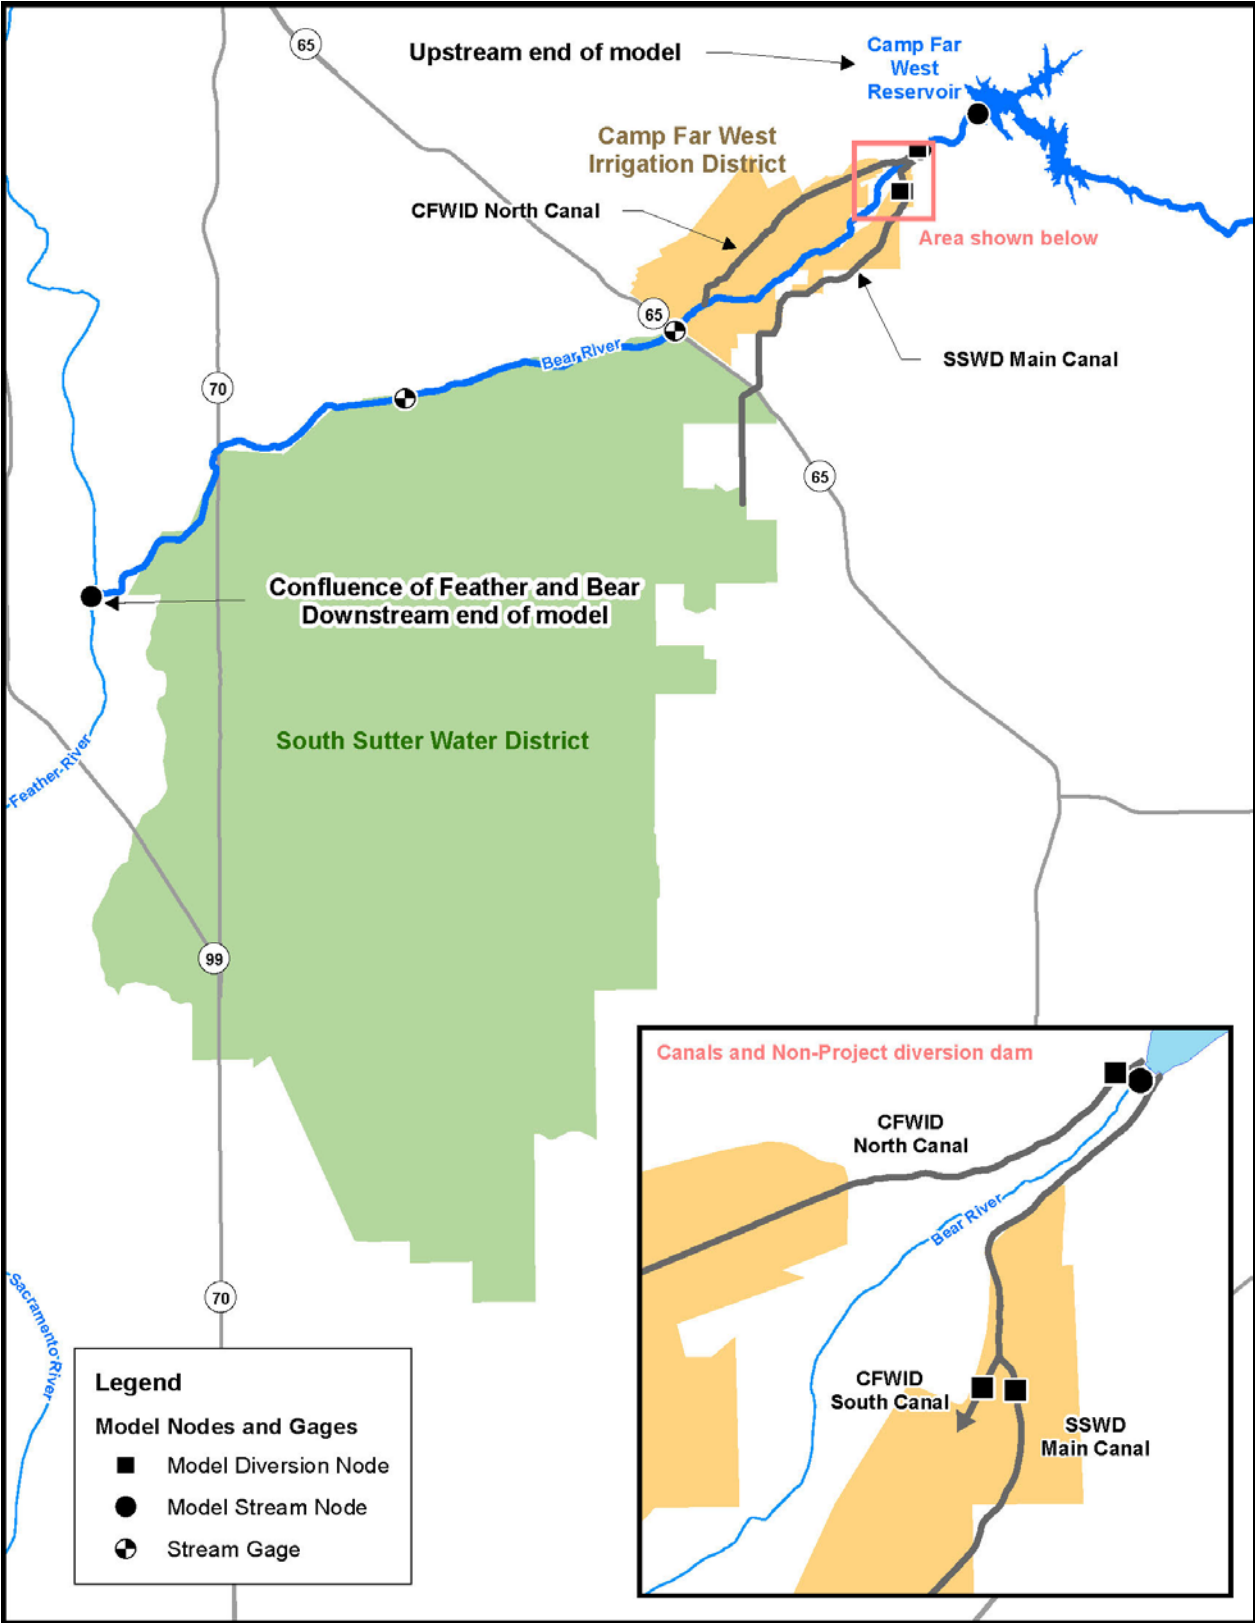 65
Upstream end of model
Camp Far
West
Reservoir
Camp Far West
Irrigation District
CFWID North Canal
Area shown below
65
SSWD Main Canal
Bear River
70
65
Confluence of Feather and Bear
Downstream end of model
South Sutter Water District
Feather River
99
Canals and Non-Project diversion dam
CFWID
North Canal
Bear River
70
Sacramento River
CFWID
South Canal
SSWD
Main Canal
Legend
Model Nodes and Gages
Model Diversion Node
Model Stream Node
Stream Gage